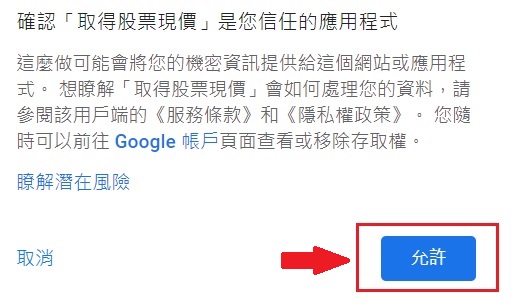 確認「取得股票現價」是您信任的應用程式
這麼做可能會將您的機密資訊提供給這個網站或應用程
式。 想瞭解「取得股票現價」會如何處理您的資料，請
參閱該用戶端的《服務條款》和《隱私權政策》。 您隨
時可以前往 Google 帳戶頁面查看或移除存取權。
瞭解潛在風險
取消
允許